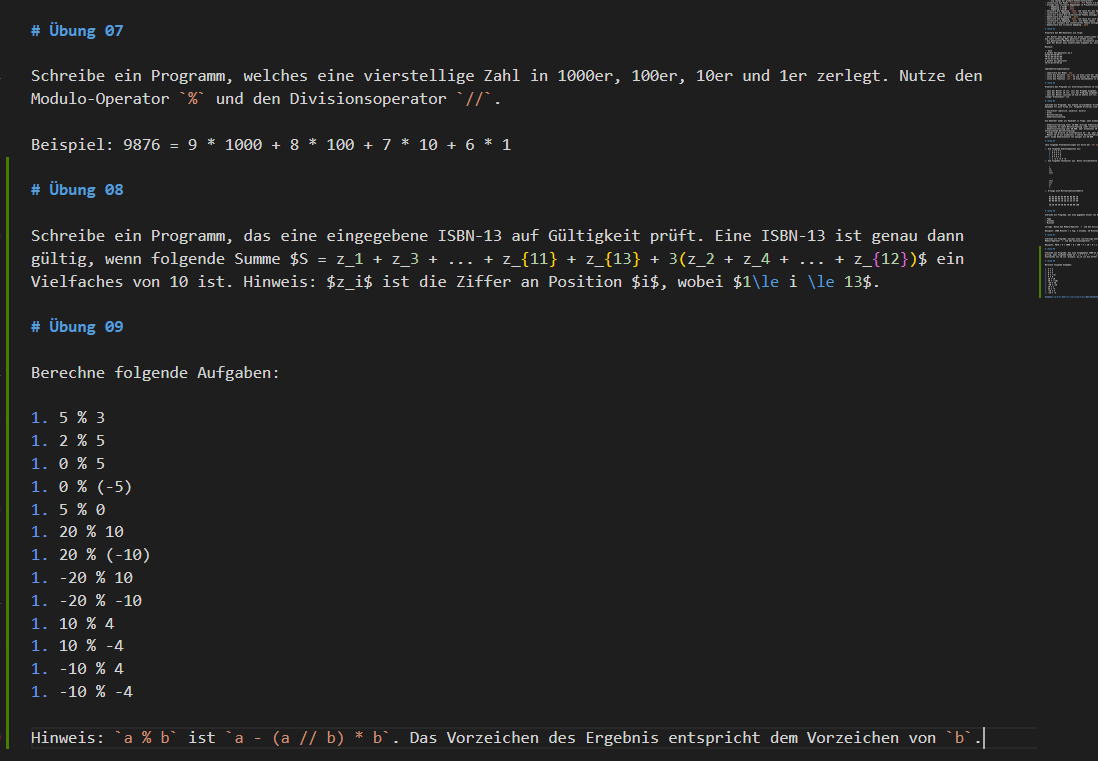 # Übung 07
Schreibe ein Programm, welches eine vierstellige Zahl in 1000er, 100er, 10er und 1er zerlegt. Nutze den
Modulo-Operator `%` und den Divisionsoperator `//`.
Beispiel: 9876 = 9 * 1000 + 8 * 100 + 7 * 10 + 6 * 1
# Übung 08
Schreibe ein Programm, das eine eingegebene ISBN-13 auf Gültigkeit prüft. Eine ISBN-13 ist genau dann
gültig, wenn folgende Summe $S = z_1 + z_3 + ... + z_{11} + z_{13} + 3(z_2 + z_4 + ... + z_{12})$ ein
Vielfaches von 10 ist. Hinweis: $z_i$ ist die Ziffer an Position $i$, wobei $1\le i \le 13$.
# Übung 09
Berechne folgende Aufgaben:
1. 5 % 3
1. 2 % 5
1. 0 % 5
1. 0 % (-5)
1. 5 % 0
1. 20 % 10
1. 20 % (-10)
1. -20 % 10
1. -20 % -10
1. 10 % 4
1. 10 % -4
1. -10 % 4
1. -10 % -4
Hinweis: `a % b` ist `a - (a // b) * b`. Das Vorzeichen des Ergebnis entspricht dem Vorzeichen von `b`.